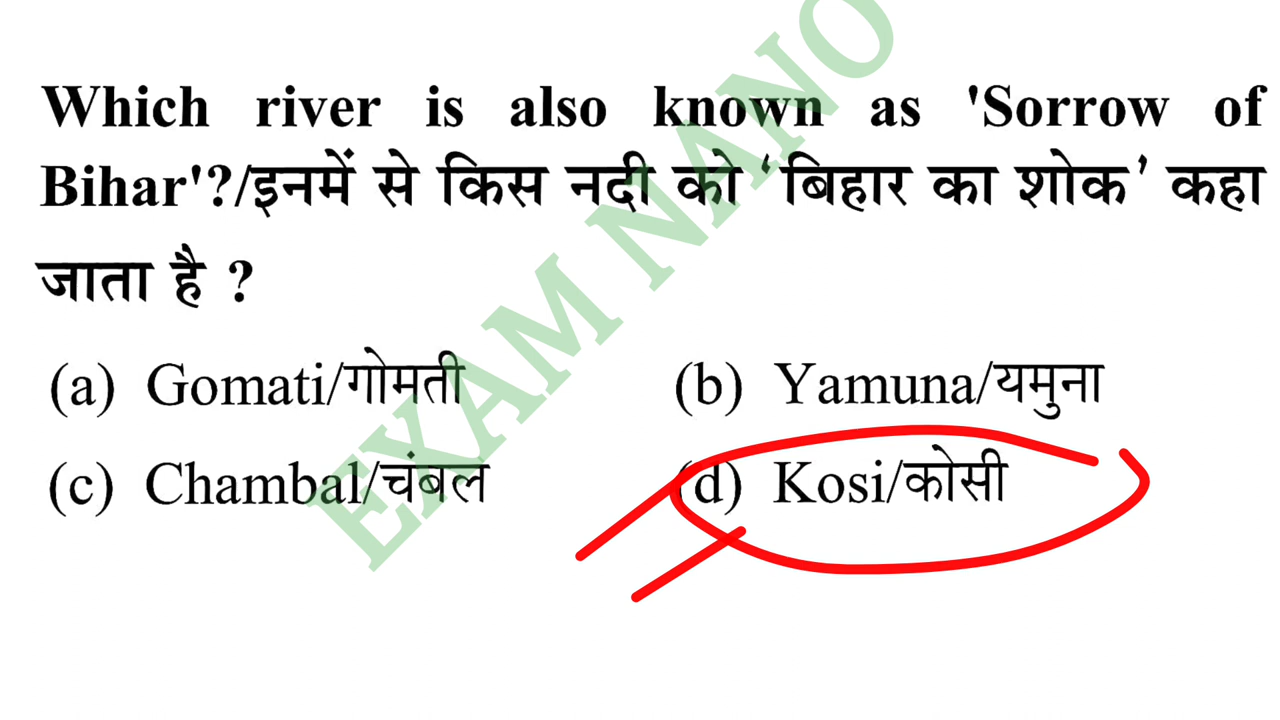 Which river is also known as 'Sorrow of
Bihar'?/इनमें से किस नदी को ‘बिहार का शोक’ कहा
जाता है ?
(a) Gomati/गोमती (b) Yamuna/यमुना
(c) Chambal/चंबल (d) Kosi/कोसी
EXAM NANO